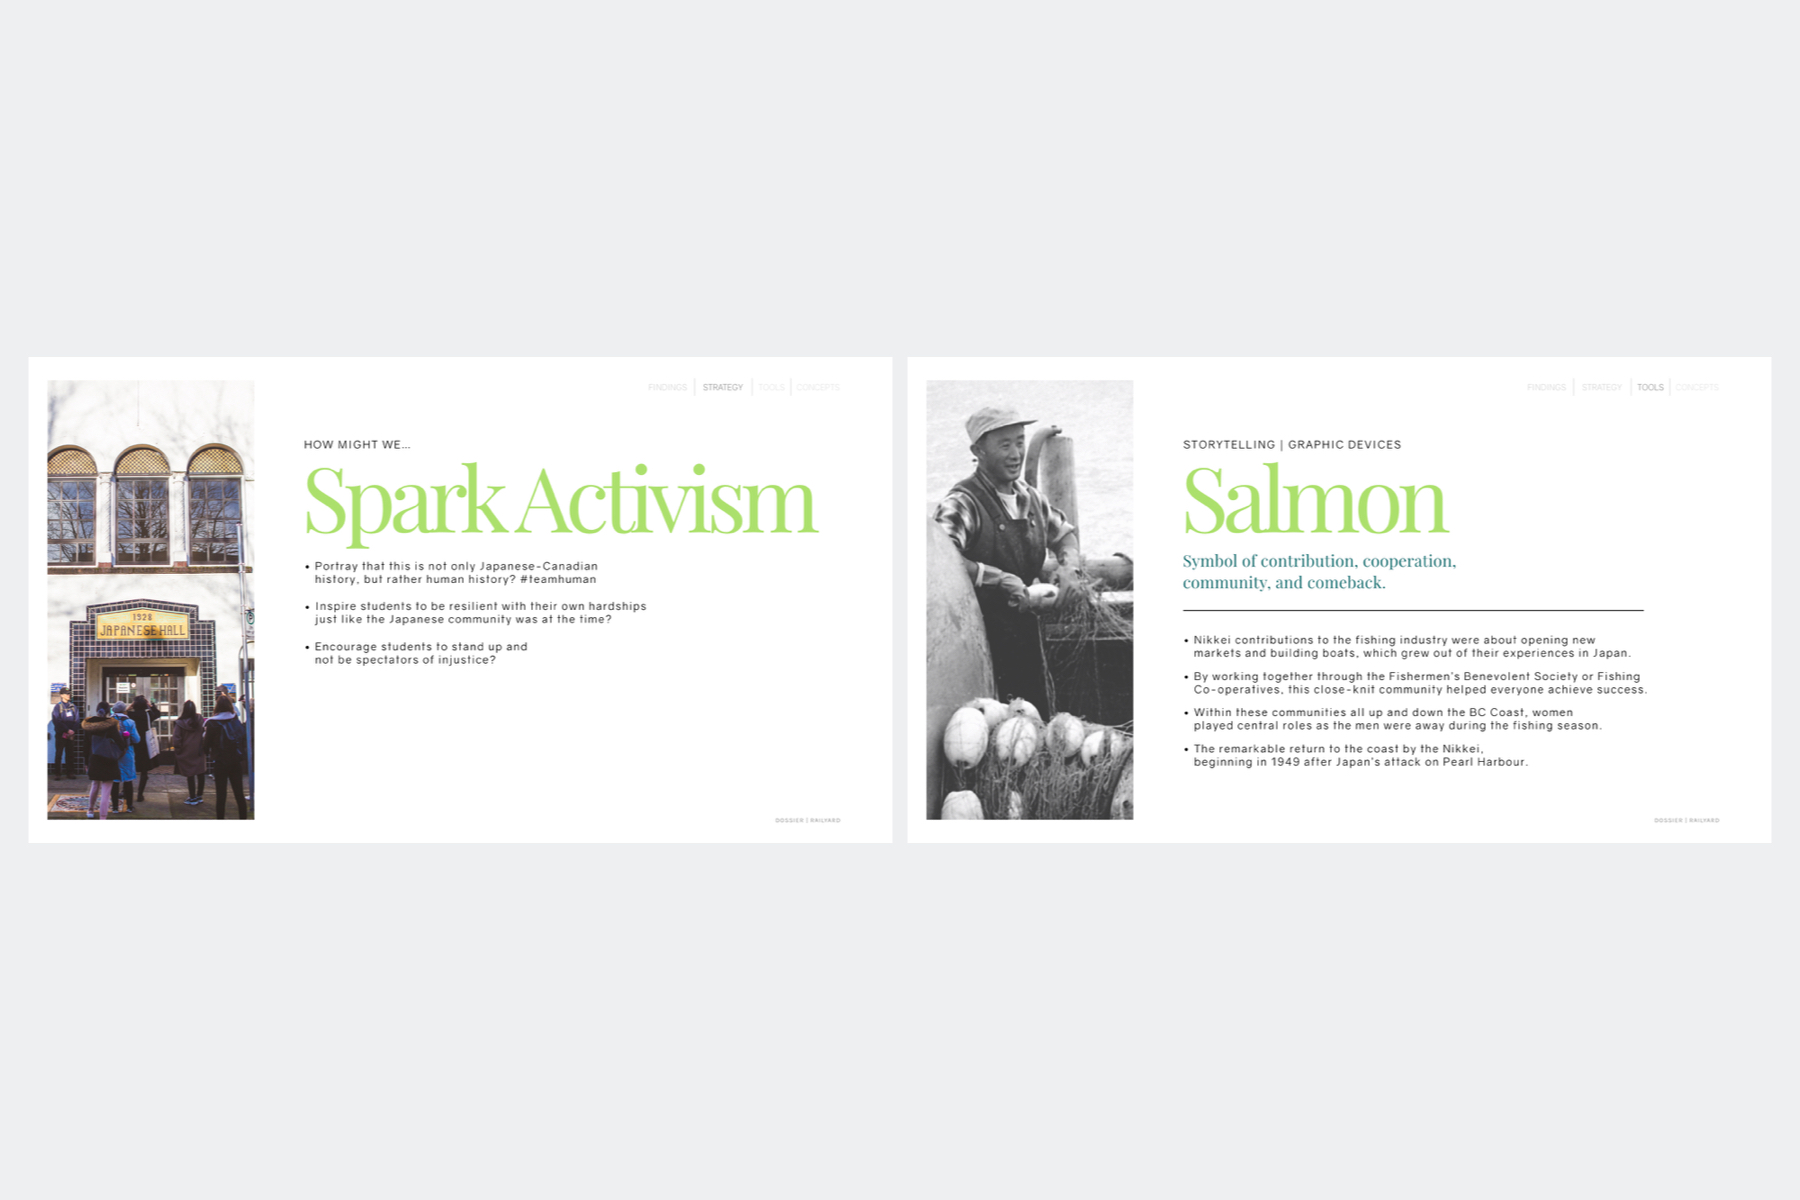 FINDINGS | STRATEGY | TOOLS | CONCEPTS
HOW MIGHT WE...
Spark Activism
• Portray that this is not only Japanese-Canadian
history, but rather human history? #teamhuman
• Inspire students to be resilient with their own hardships
just like the Japanese community was at the time?
• Encourage students to stand up and
not be spectators of injustice?
1928
JAPANESE HALL
DOSSIER | RAILYARD
FINDINGS | STRATEGY | TOOLS | CONCEPTS
STORYTELLING | GRAPHIC DEVICES
Salmon
Symbol of contribution, cooperation,
community, and comeback.
• Nikkei contributions to the fishing industry were about opening new
markets and building boats, which grew out of their experiences in Japan.
• By working together through the Fishermen's Benevolent Society or Fishing
Co-operatives, this close-knit community helped everyone achieve success.
• Within these communities all up and down the BC Coast, women
played central roles as the men were away during the fishing season.
• The remarkable return to the coast by the Nikkei,
beginning in 1949 after Japan's attack on Pearl Harbour.
DOSSIER | RAILYARD